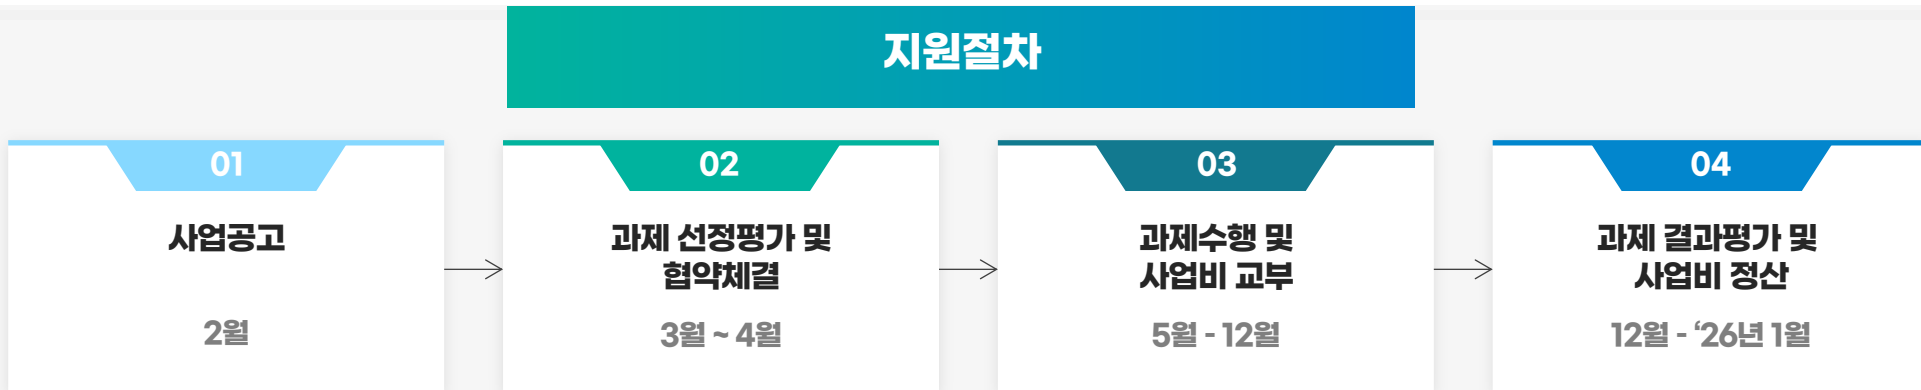 지원절차
01
사업공고
2월
02
과제 선정평가 및
협약체결
3월 ~ 4월
03
과제수행 및
사업비 교부
5월 - 12월
04
과제 결과평가 및
사업비 정산
12월 - ‘26년 1월